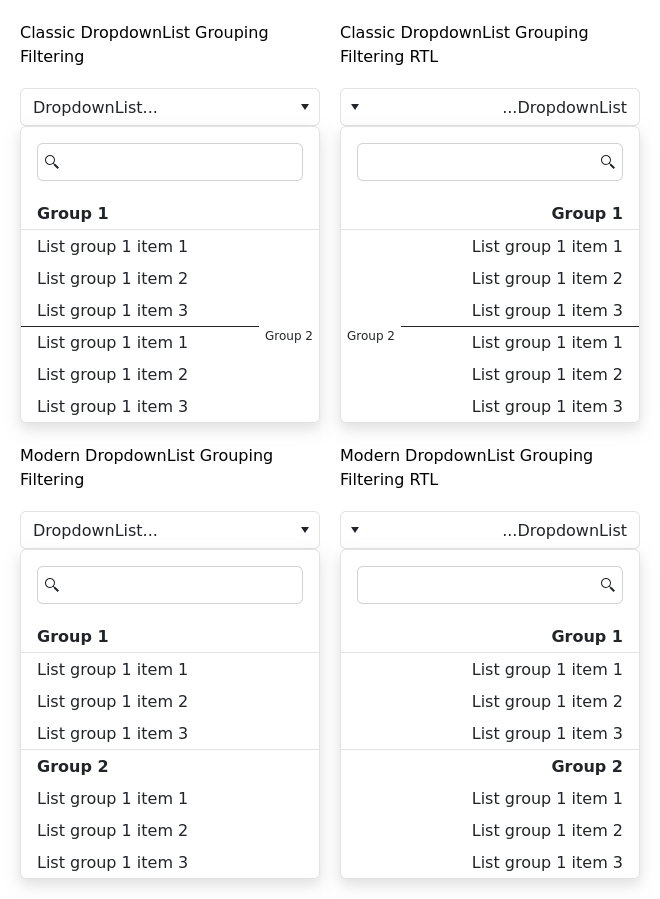 Classic DropdownList Grouping
Filtering
DropdownList...
Group 1
List group 1 item 1
List group 1 item 2
List group 1 item 3
Group 2
List group 1 item 1
List group 1 item 2
List group 1 item 3
Classic DropdownList Grouping
Filtering RTL
...DropdownList
Group 1
List group 1 item 1
List group 1 item 2
List group 1 item 3
Group 2
List group 1 item 1
List group 1 item 2
List group 1 item 3
Modern DropdownList Grouping
Filtering
DropdownList...
Group 1
List group 1 item 1
List group 1 item 2
List group 1 item 3
Group 2
List group 1 item 1
List group 1 item 2
List group 1 item 3
Modern DropdownList Grouping
Filtering RTL
...DropdownList
Group 1
List group 1 item 1
List group 1 item 2
List group 1 item 3
Group 2
List group 1 item 1
List group 1 item 2
List group 1 item 3